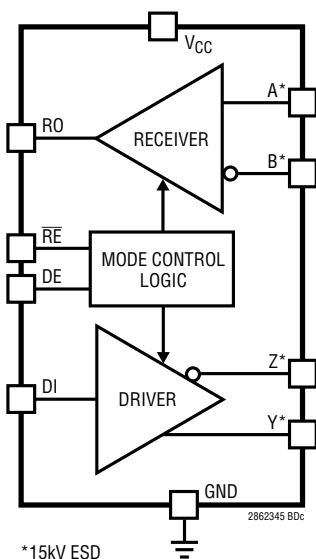 VCC
A*
RO
RECEIVER
B*
RE
MODE CONTROL
LOGIC
DE
Z*
DI
DRIVER
Y*
GND
2862345 BDc
*15kV ESD